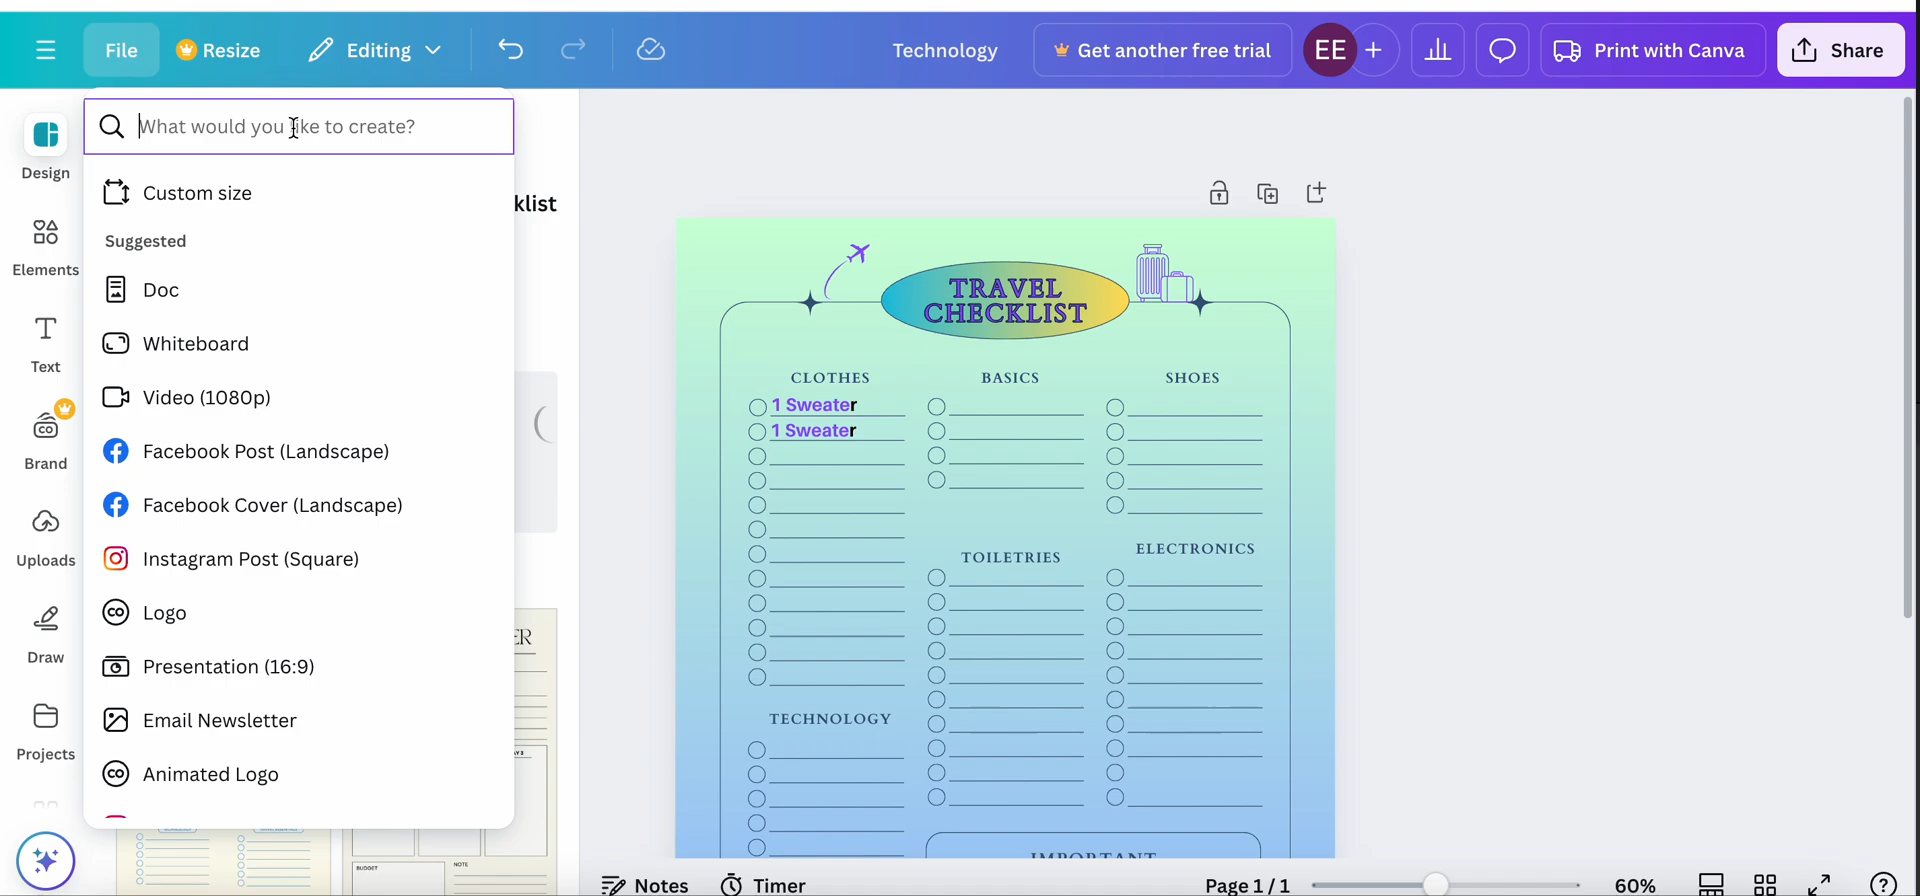 File
Resize
Editing
Technology
Get another free trial
EE
Print with Canva
Share
What would you like to create?
Custom size
Suggested
Doc
Whiteboard
Video (1080p)
Facebook Post (Landscape)
Facebook Cover (Landscape)
Instagram Post (Square)
Logo
Presentation (16:9)
Email Newsletter
Animated Logo
Design
Elements
Text
Brand
Uploads
Draw
Projects
klist
BUDGET
NOTE
TRAVEL
CHECKLIST
CLOTHES
1 Sweater
1 Sweater
TECHNOLOGY
BASICS
TOILETRIES
SHOES
ELECTRONICS
IMPORTANT
Notes
Timer
Page 1 / 1
60%